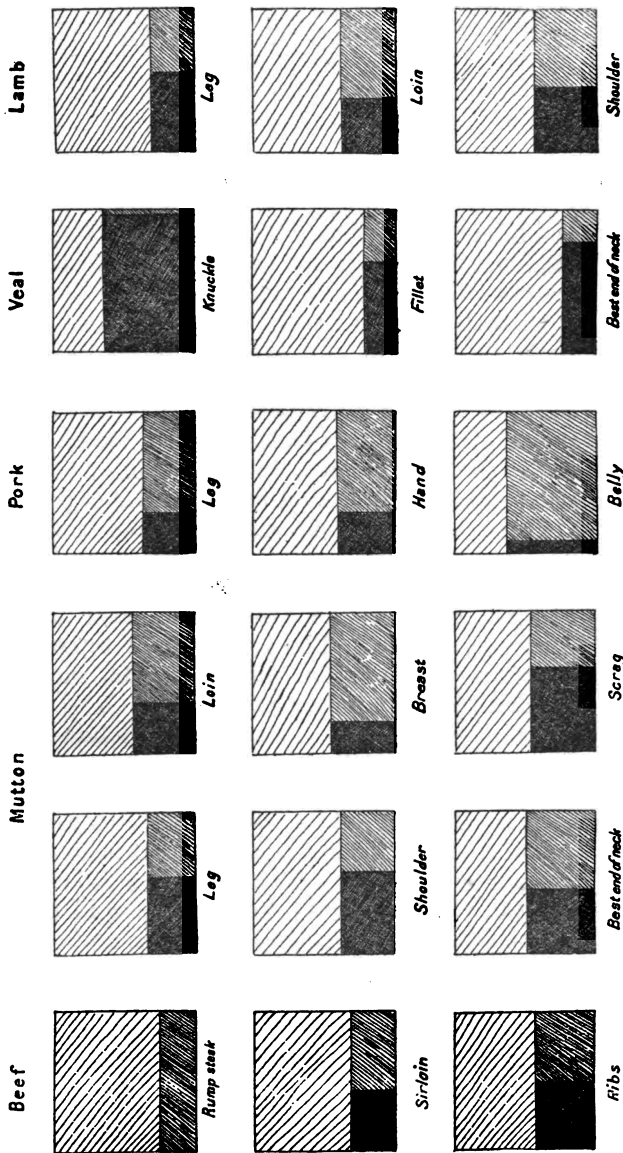 Beef Mutton Pork Veal Lamb
Rump steak Leg Loin Leg Knuckle Leg
Sirloin Shoulder Breast Hand Fillet Loin
Ribs Best end of neck Scrag Belly Best end of neck Shoulder